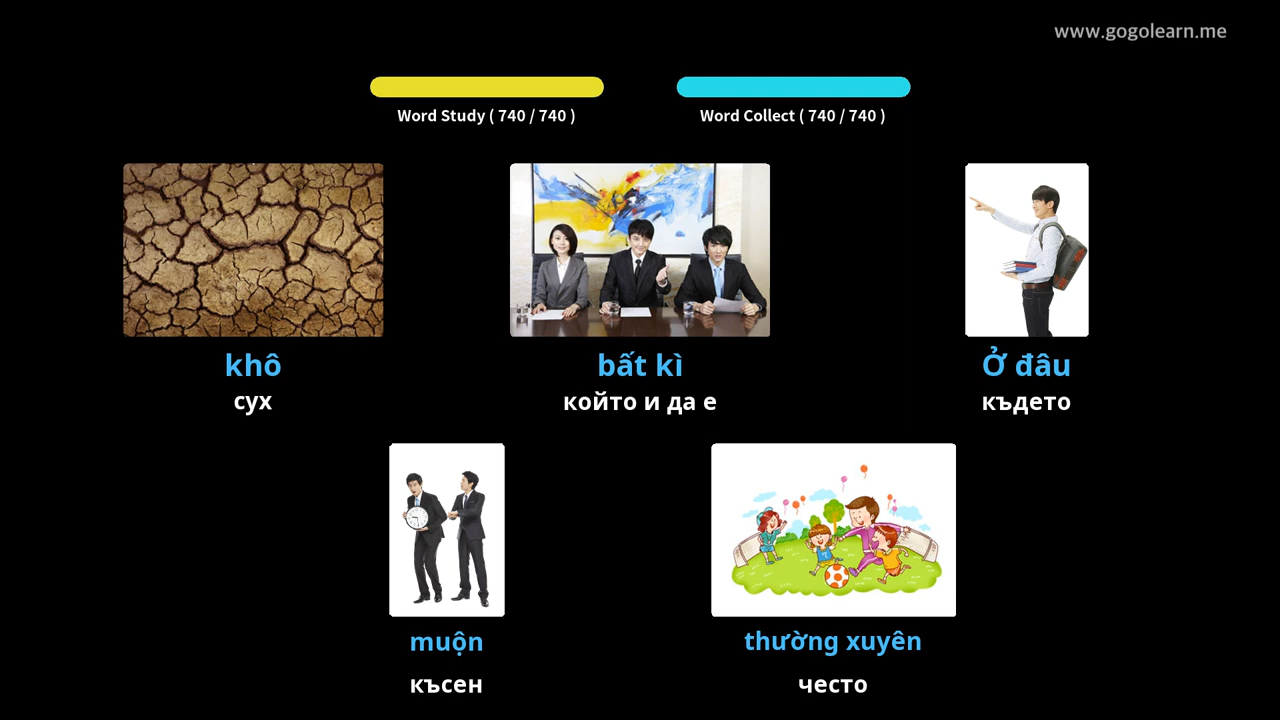 www.gogolearn.me
Word Study ( 740 / 740 )
Word Collect ( 740 / 740 )
khô
сух
bất kì
който и да е
Ở đâu
където
muộn
късен
thường xuyên
често